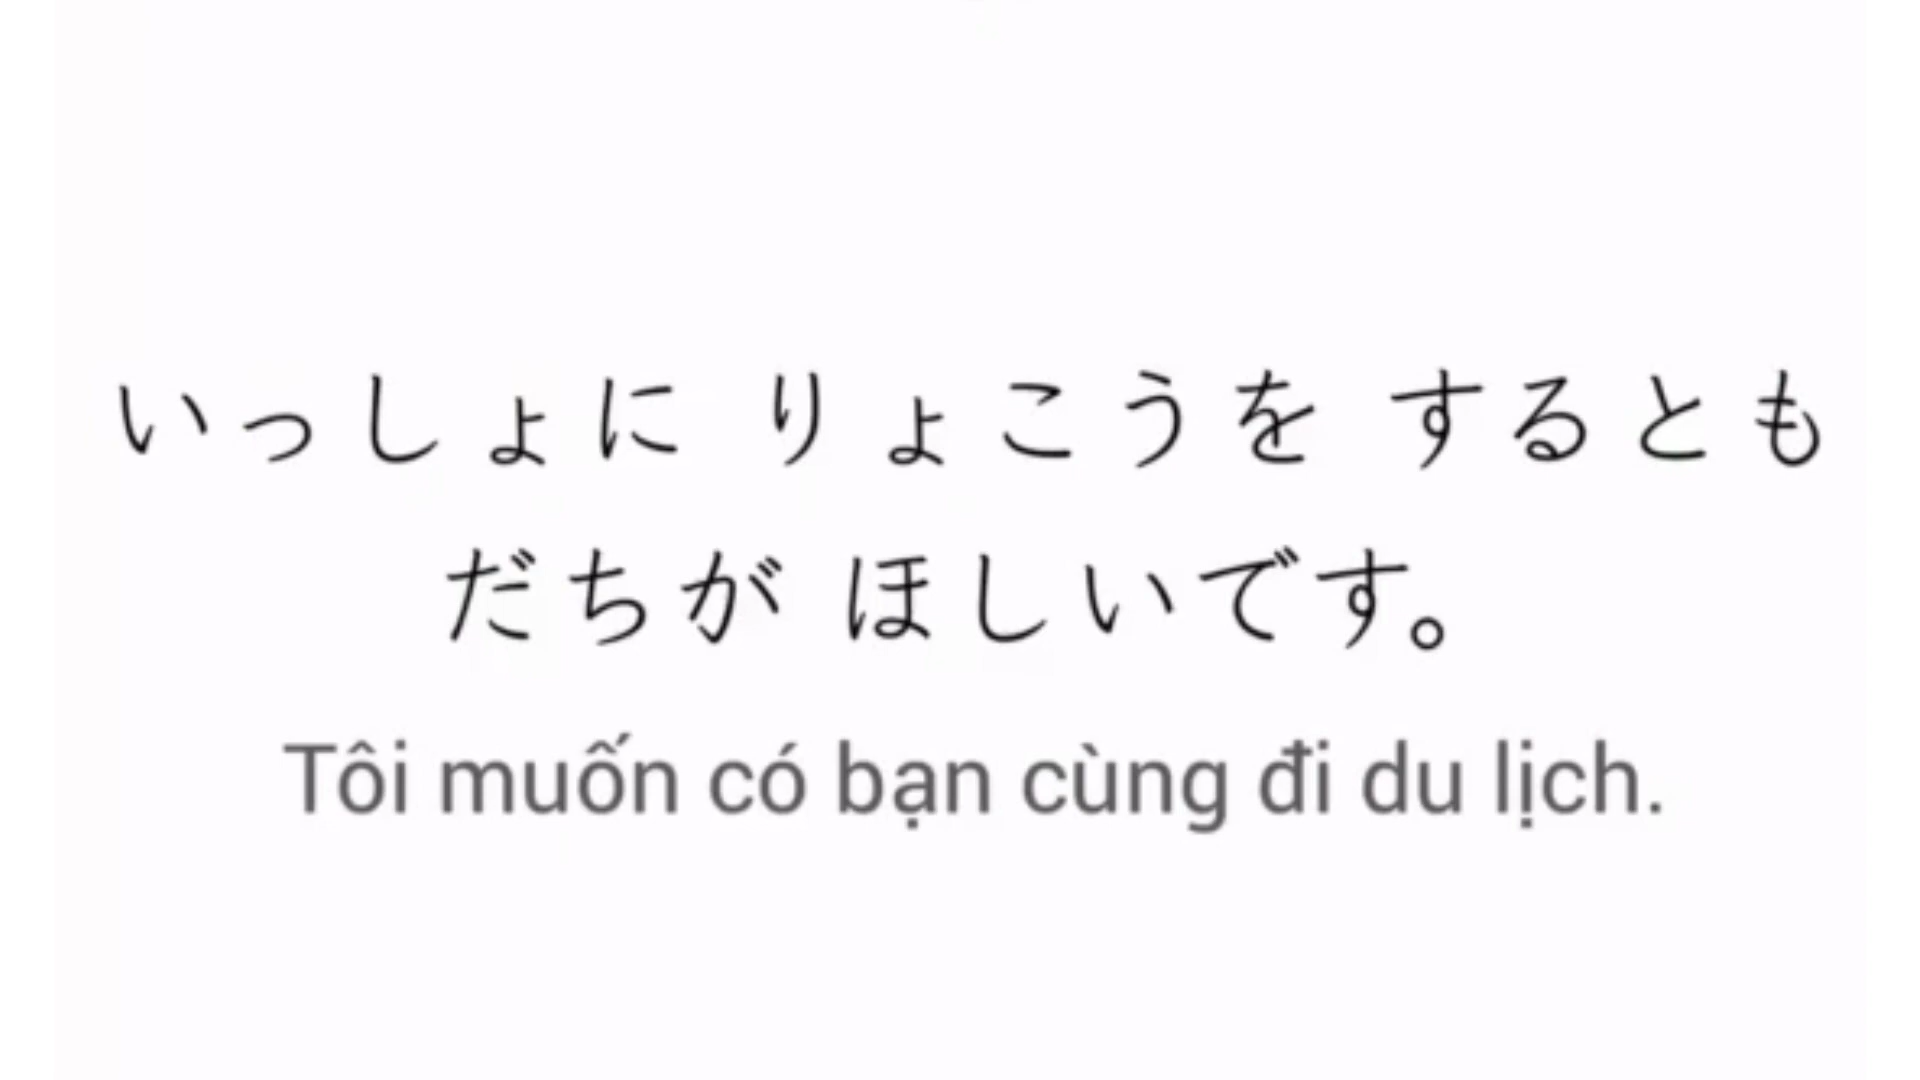 いっしょに りょこうを するとも
だちが ほしいです。
Tôi muốn có bạn cùng đi du lịch.